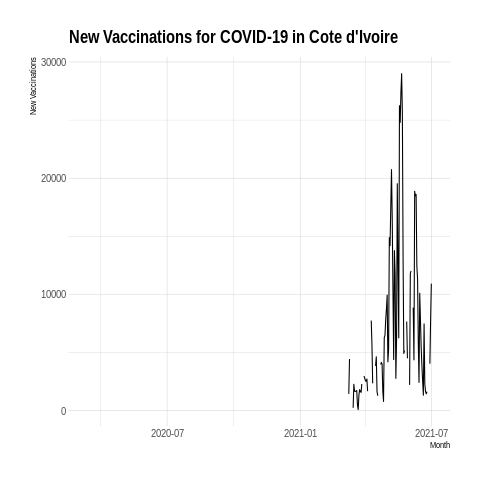 New Vaccinations for COVID-19 in Cote d'Ivoire
New Vaccinations
30000
20000
10000
0
2020-07 2021-01 2021-07
Month